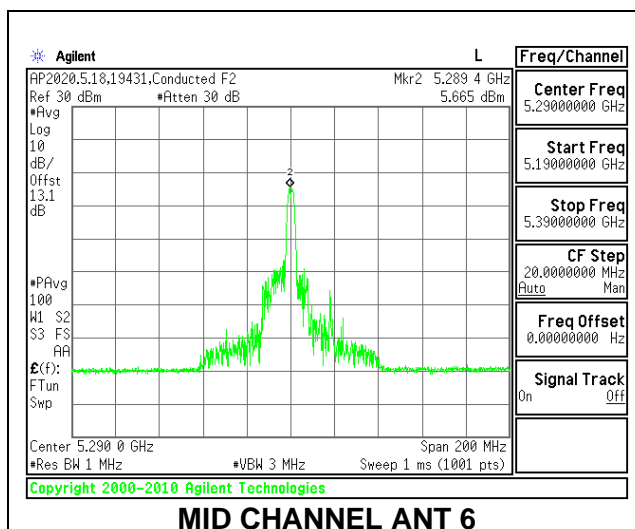 Agilent L Freq/Channel
AP2020.5.18,19431,Conducted F2 Mkr2 5.289 4 GHz
Ref 30 dBm #Atten 30 dB 5.665 dBm
#Avg
Log
10
dB/
Offst
13.1
dB
2
#PAvg
100
W1 S2
S3 FS
AA
£(f):
FTun
Swp
Center 5.290 0 GHz Span 200 MHz
#Res BW 1 MHz #VBW 3 MHz Sweep 1 ms (1001 pts)
Copyright 2000-2010 Agilent Technologies
Center Freq
5.29000000 GHz
Start Freq
5.19000000 GHz
Stop Freq
5.39000000 GHz
CF Step
20.0000000 MHz
Auto Man
Freq Offset
0.00000000 Hz
Signal Track
On Off
MID CHANNEL ANT 6